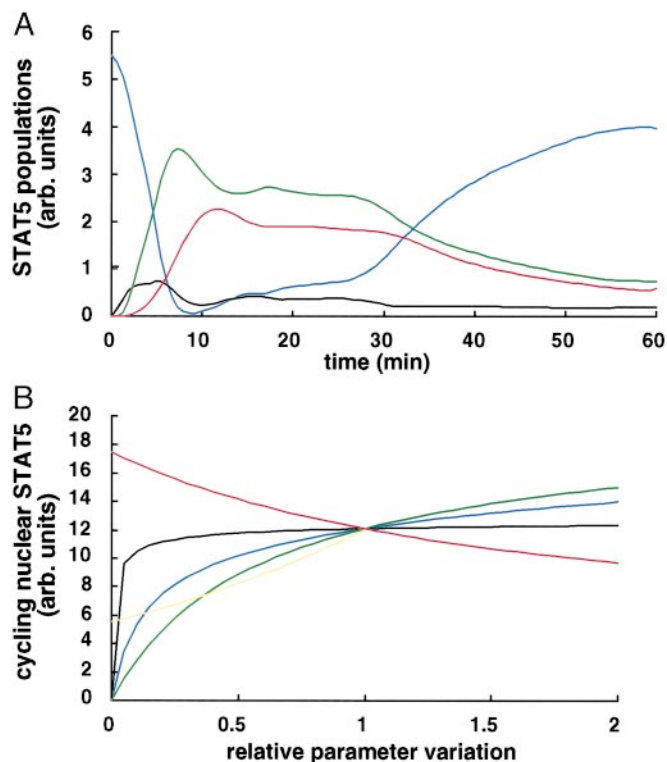 A
STAT5 populations
(arb. units)
6
5
4
3
2
1
0
0 10 20 30 40 50 60
time (min)
B
cycling nuclear STAT5
(arb. units)
20
18
16
14
12
10
8
6
4
2
0
0 0.5 1 1.5 2
relative parameter variation